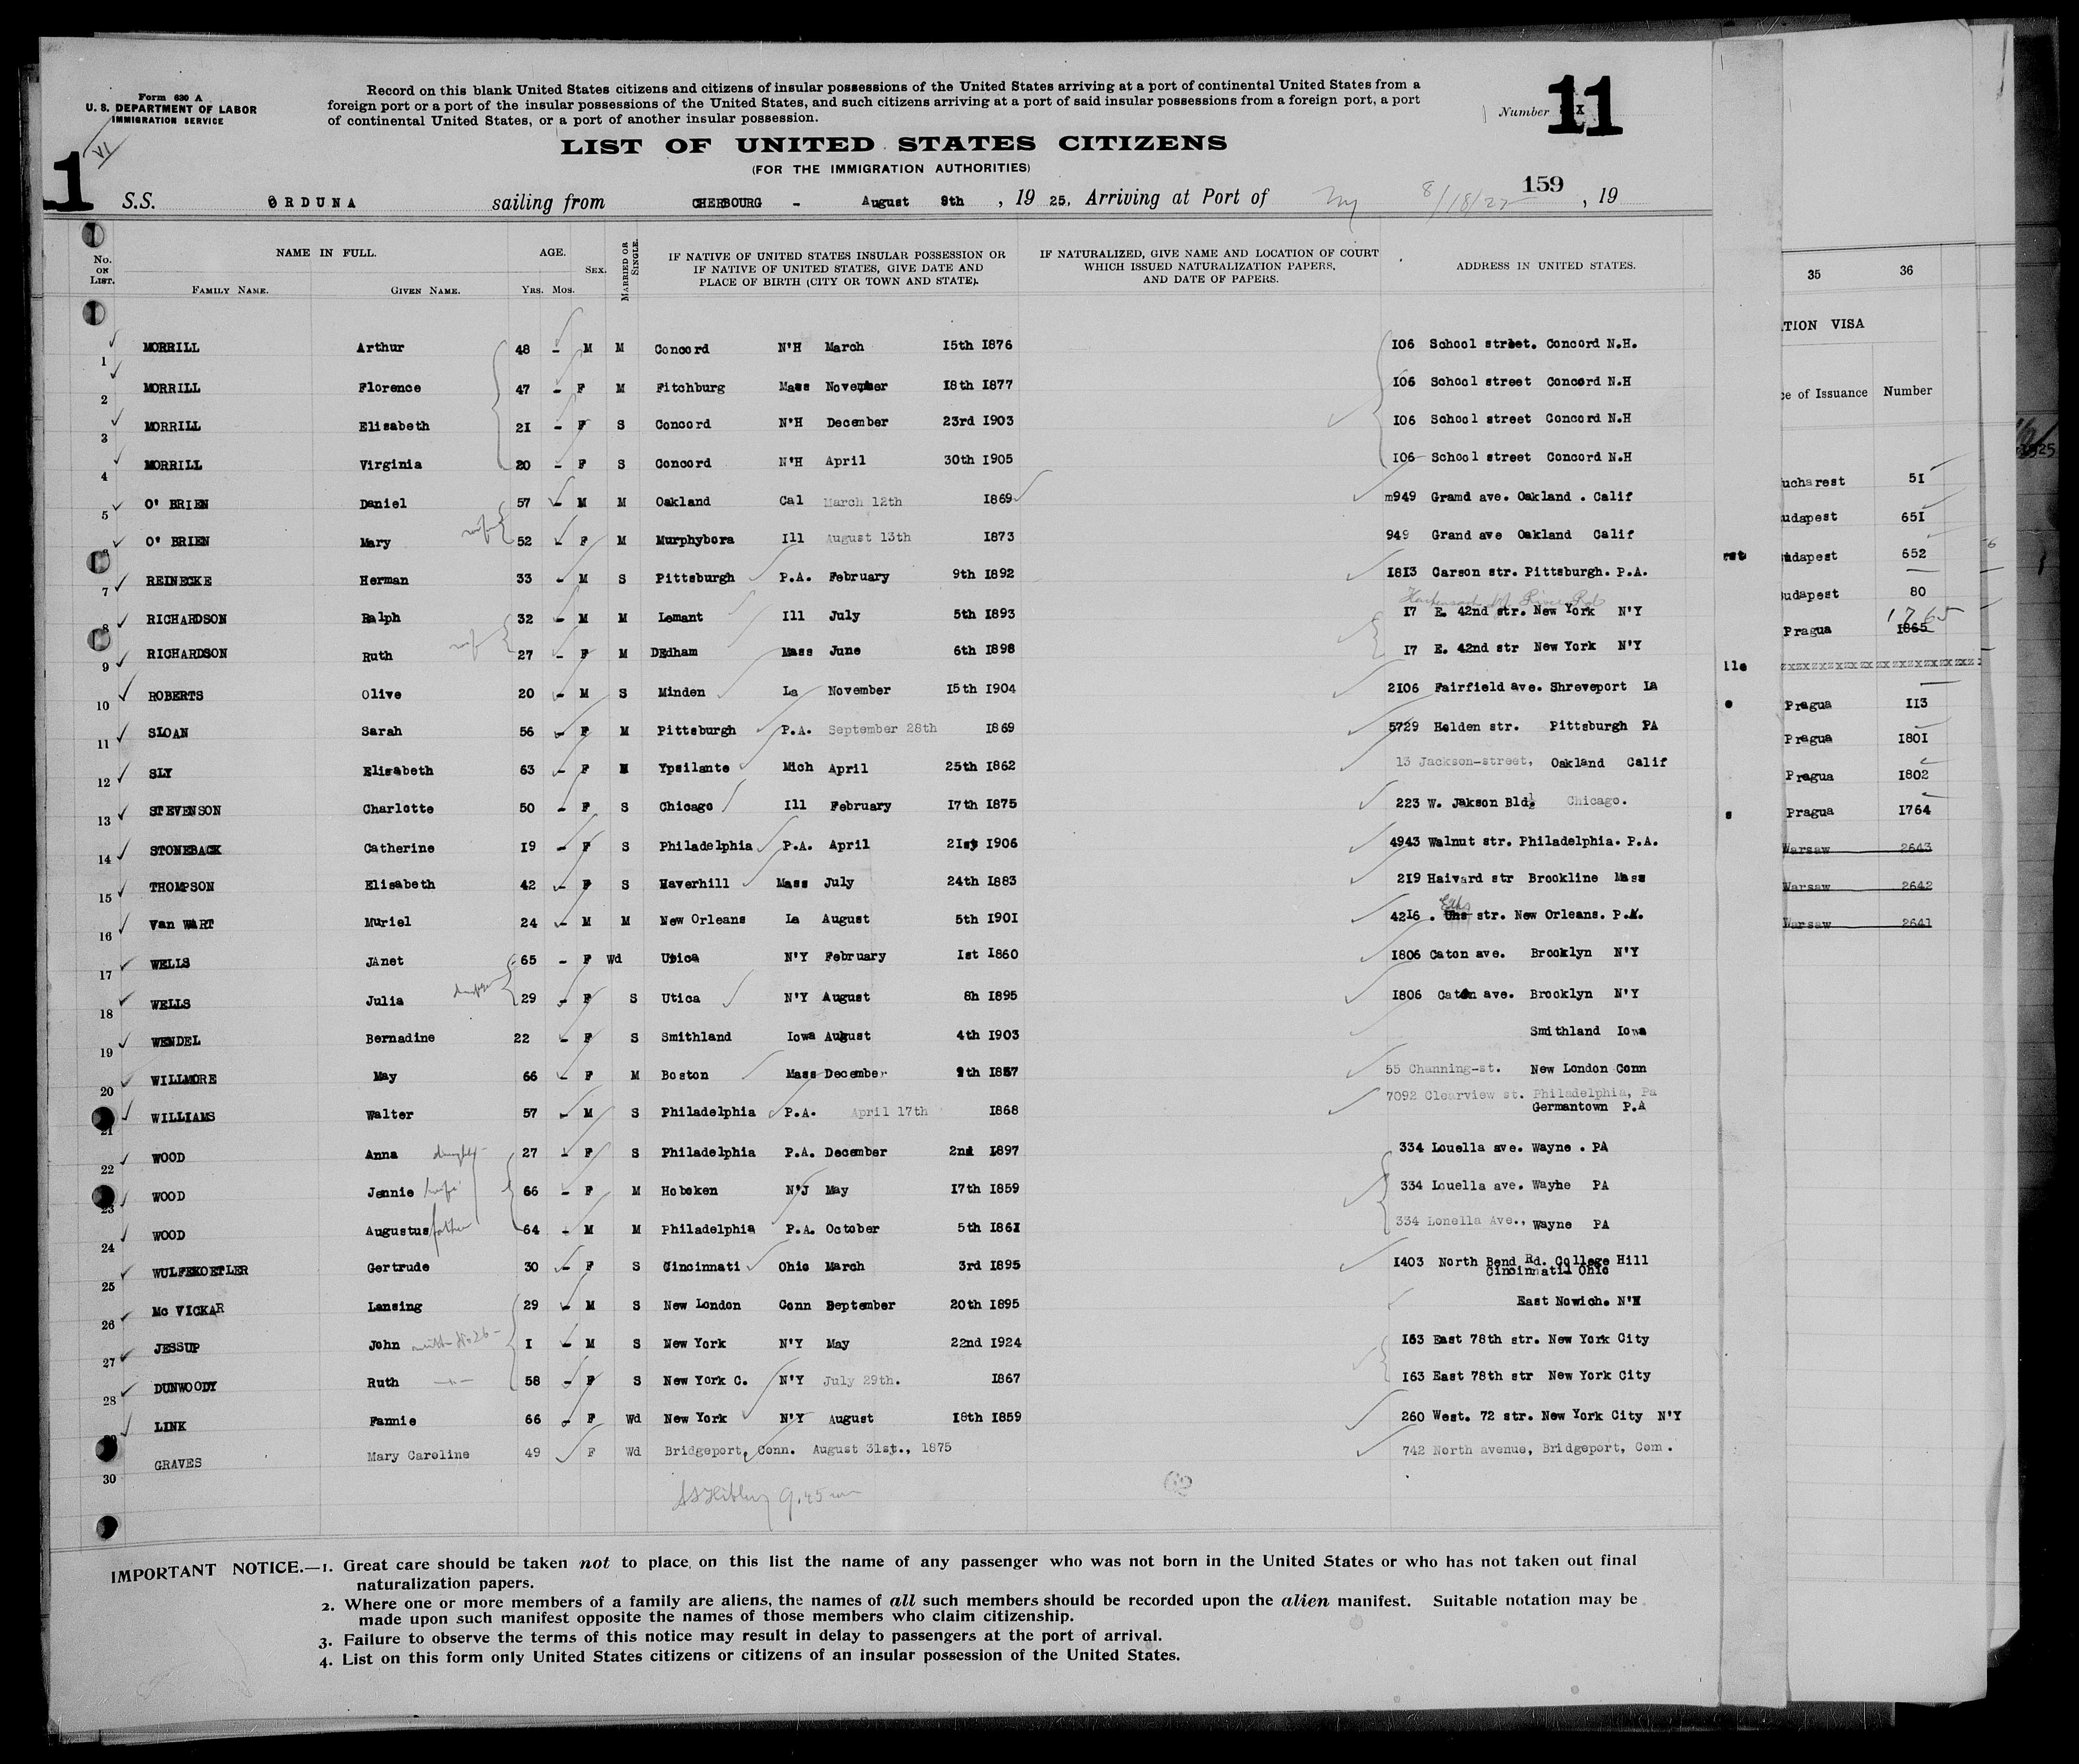 Form 630 A
U. S. DEPARTMENT OF LABOR
IMMIGRATION SERVICE
Record on this blank United States citizens and citizens of insular possessions of the United States arriving at a port of continental United States from a
foreign port or a port of the insular possessions of the United States, and such citizens arriving at a port of said insular possessions from a foreign port, a port
of continental United States, or a port of another insular possession.
Number 11
VI
1
LIST OF UNITED STATES CITIZENS
(FOR THE IMMIGRATION AUTHORITIES)
159
S.S. ORDUNA sailing from CHERBOURG - August 9th , 19 25, Arriving at Port of Ny 8/18/25 , 19
No. ON LIST. NAME IN FULL. AGE. SEX. MARRIED OR SINGLE. IF NATIVE OF UNITED STATES INSULAR POSSESSION OR IF NATIVE OF UNITED STATES, GIVE DATE AND PLACE OF BIRTH (CITY OR TOWN AND STATE). IF NATURALIZED, GIVE NAME AND LOCATION OF COURT WHICH ISSUED NATURALIZATION PAPERS, AND DATE OF PAPERS. ADDRESS IN UNITED STATES.
FAMILY NAME. GIVEN NAME. YRS. MOS.
1 MORRILL Arthur 48 - M M Concord N'H March 15th 1876 106 School street. Concord N.H.
2 MORRILL Florence 47 - F M Fitchburg Mass November 18th 1877 106 School street Concord N.H
3 MORRILL Elisabeth 21 - F S Concord N'H December 23rd 1903 106 School street Concord N.H
4 MORRILL Virginia 20 - F S Concord N'H April 30th 1905 106 School street Concord N.H
5 O' BRIEN Daniel 57 - M M Oakland Cal March 12th 1869 m949 Gramd ave. Oakland . Calif
O' BRIEN Mary wife 52 - F M Murphybora Ill August 13th 1873 949 Grand ave Oakland Calif
7 REINECKE Herman 33 - M S Pittsburgh P.A. February 9th 1892 1813 Carson str. Pittsburgh. P.A.
8 RICHARDSON Ralph 32 - M M Lemant Ill July 5th 1893 17 E. 42nd str. New York N'Y
9 RICHARDSON Ruth wife 27 - F M DEdham Mass June 6th 1898 17 E. 42nd str New York N'Y
10 ROBERTS Olive 20 - M S Minden La November 15th 1904 2106 Fairfield ave. Shreveport LA
11 SLOAN Sarah 56 - F M Pittsburgh P.A. September 28th 1869 5729 Helden str. Pittsburgh PA
12 SLY Elisabeth 63 - F Ypsilante Mich April 25th 1862 13 Jackson-street, Oakland Calif
13 STEVENSON Charlotte 50 - F S Chicago Ill February 17th 1875 223 W. Jakson Bld. Chicago.
14 STONEBACK Catherine 19 - F S Philadelphia P.A. April 21st 1906 4943 Walnut str. Philadelphia. P.A.
15 THOMPSON Elisabeth 42 - F S Haverhill Mass July 24th 1883 219 Haivard str Brookline Mass
16 Van WART Muriel 24 - M M New Orleans La August 5th 1901 4216 . str. New Orleans. P.A.
17 WELLS JAnet 65 - F Wd Utica N'Y February 1st 1860 1806 Caton ave. Brooklyn N'Y
18 WELLS Julia daughter 29 - F S Utica N'Y August 8h 1895 1806 Caton ave. Brooklyn N'Y
19 WENDEL Bernadine 22 - F S Smithland Iowa August 4th 1903 Smithland Iowa
20 WILLMORE May 66 - F M Boston Mass December 9th 1857 55 Channing-st. New London Conn
7092 Clearview st. Philadelphia, Pa
21 WILLIAMS Walter 57 - M S Philadelphia P.A. April 17th 1868 Germantown P.A
22 WOOD Anna daughter 27 - F S Philadelphia P.A. December 2nd 1897 334 Louella ave. Wayne . PA
23 WOOD Jennie wife 66 - F M Hoboken N'J May 17th 1859 334 Louella ave. Wayne PA
24 WOOD Augustus father 64 - M M Philadelphia P.A. October 5th 1861 334 Lonella Ave., Wayne PA
25 WULFEKOETLER Gertrude 30 - F S Cincinnati Ohio March 3rd 1895 1403 North Bend Rd. College Hill
Cincinnatil Ohio
26 Mc VICKAR Lansing 29 - M S New London Conn September 20th 1895 East Nowich. N'Y
27 JESSUP John with No 26 - 1 - M S New York N'Y May 22nd 1924 163 East 78th str. New York City
28 DUNWOODY Ruth - " - 58 - F S New York C. N'Y July 29th. 1867 163 East 78th str New York City
LINK Fannie 66 - F Wd New York N'Y August 18th 1859 260 West. 72 str. New York City N'Y
30 GRAVES Mary Caroline 49 F Wd Bridgeport, Conn. August 31st., 1875 742 North avenue, Bridgeport, Com.
9.45 am
IMPORTANT NOTICE.—1. Great care should be taken not to place on this list the name of any passenger who was not born in the United States or who has not taken out final
naturalization papers.
2. Where one or more members of a family are aliens, the names of all such members should be recorded upon the alien manifest. Suitable notation may be
made upon such manifest opposite the names of those members who claim citizenship.
3. Failure to observe the terms of this notice may result in delay to passengers at the port of arrival.
4. List on this form only United States citizens or citizens of an insular possession of the United States.
35 36
TION VISA
ce of Issuance Number
ucharest 51
udapest 651
udapest 652
udapest 80
1765
Pragua 1865
Pragua 113
Pragua 1801
Pragua 1802
Pragua 1764
Warsaw 2643
Warsaw 2642
Warsaw 2641